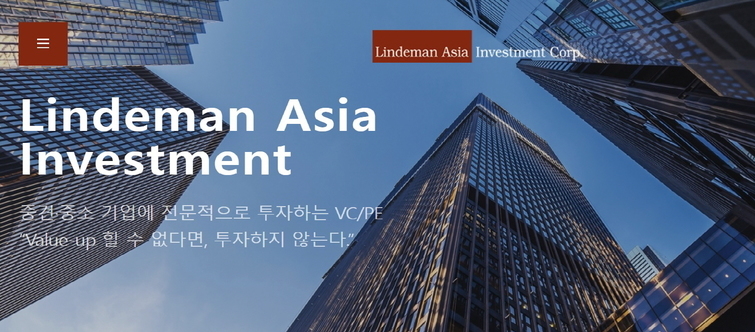 Lindeman Asia Investment Corp.
Lindeman Asia
Investment
중견·중소 기업에 전문적으로 투자하는 VC/PE
“Value up 할 수 없다면, 투자하지 않는다.”